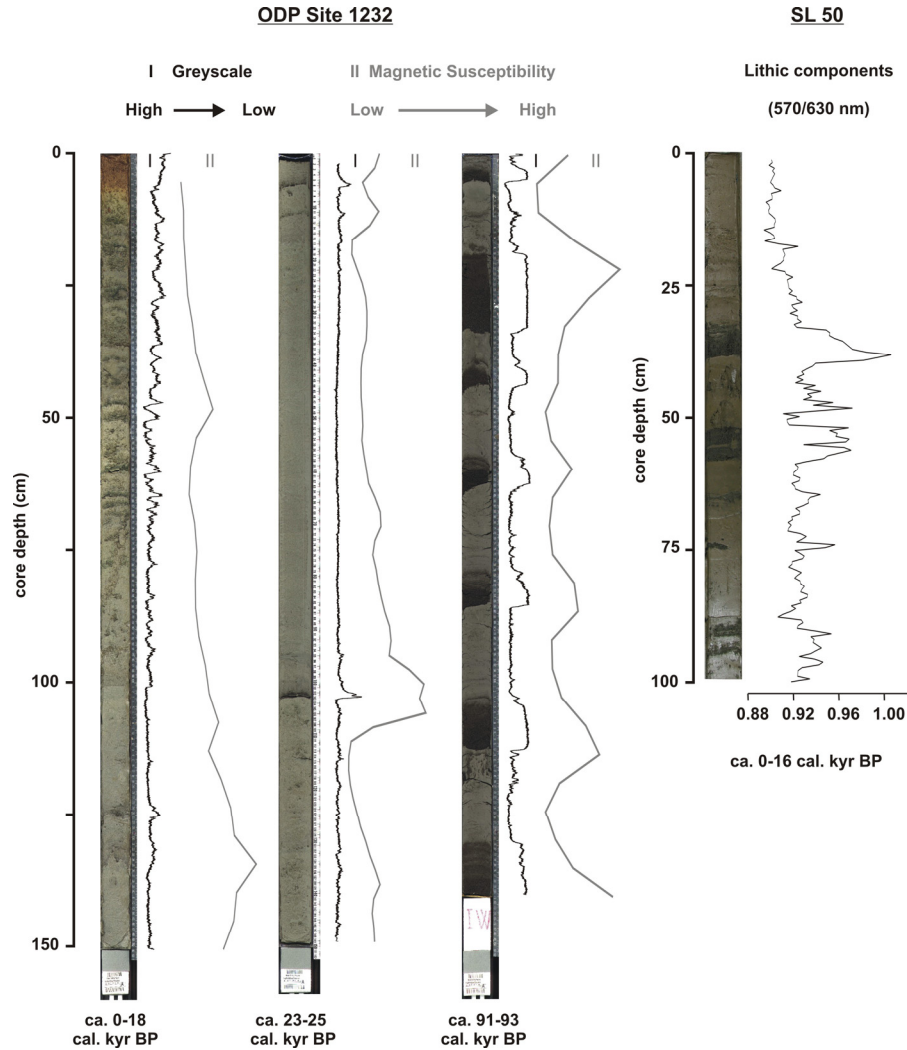 ODP Site 1232
SL 50
I Greyscale
II Magnetic Susceptibility
Lithic components
(570/630 nm)
High
Low
Low
High
0
I
II
I
II
I
II
0
25
50
50
75
100
100
150
core depth (cm)
core depth (cm)
0.88
0.92
0.96
1.00
ca. 0-16 cal. kyr BP
IW
ca. 0-18
cal. kyr BP
ca. 23-25
cal. kyr BP
ca. 91-93
cal. kyr BP